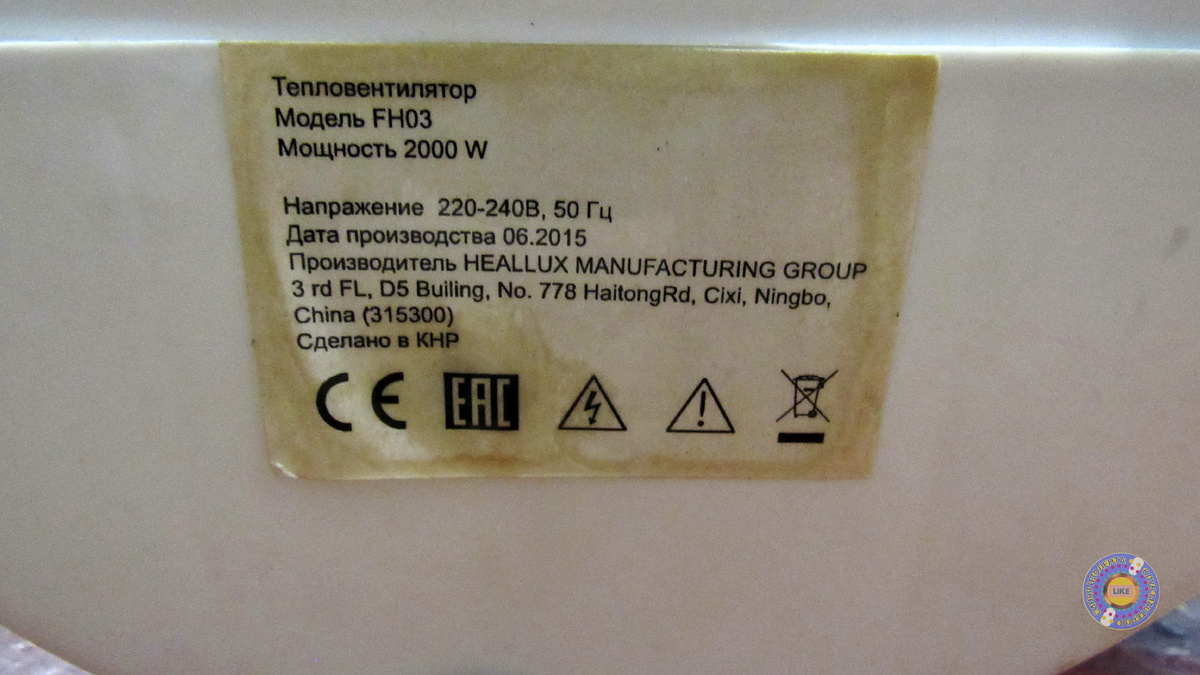 Тепловентилятор
Модель FH03
Мощность 2000 W
Напражение 220-240В, 50 Гц
Дата производства 06.2015
Производитель HEALLUX MANUFACTURING GROUP
3 rd FL, D5 Builing, No. 778 HaitongRd, Cixi, Ningbo,
China (315300)
Сделано в КНР
CE EAC
LIKE